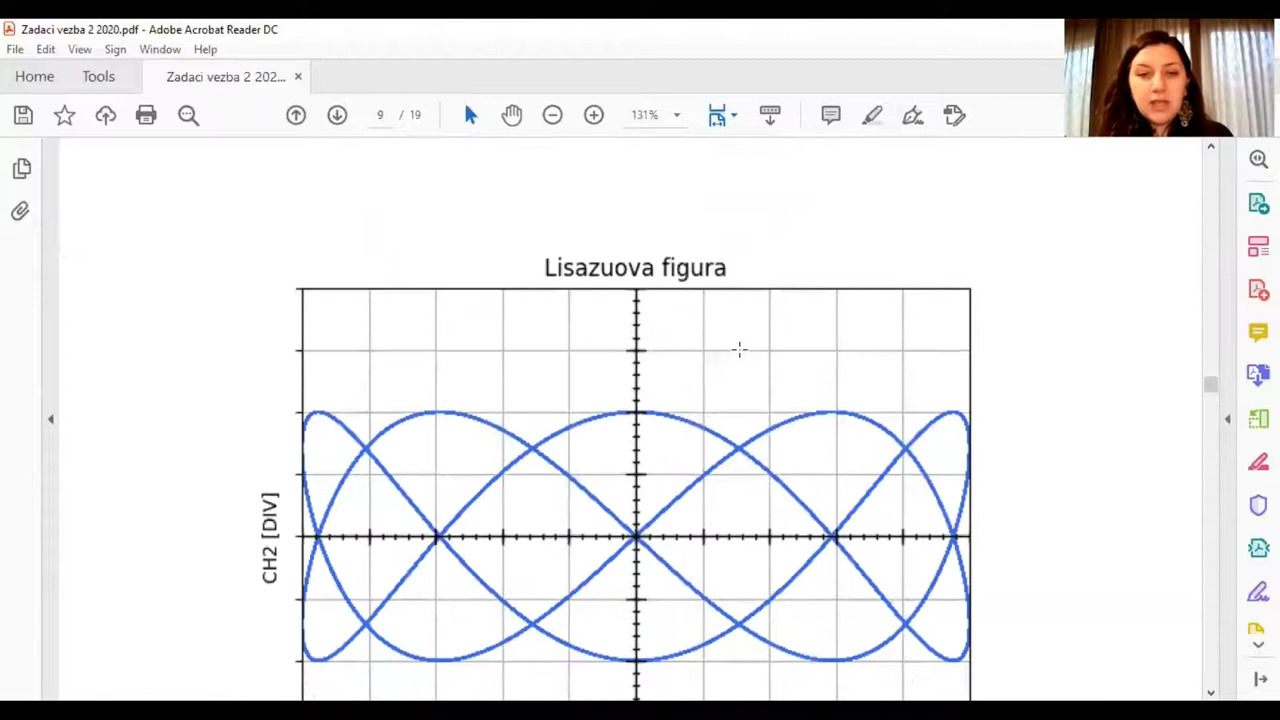 Zadaci vezba 2 2020.pdf - Adobe Acrobat Reader DC
File Edit View Sign Window Help
Home Tools Zadaci vezba 2 202... ×
9 / 19 131%
Lisazuova figura
CH2 [DIV]